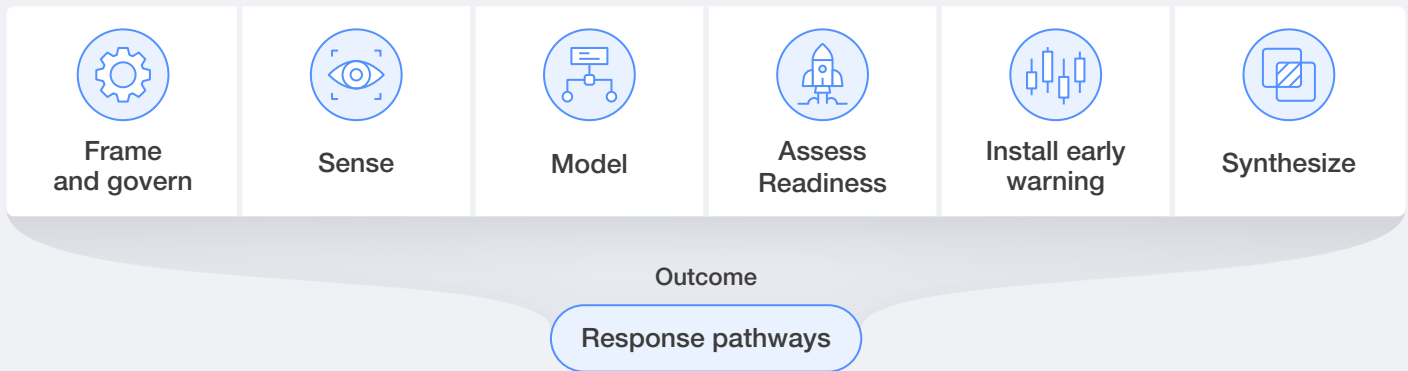 Frame
and govern
Sense
Model
Assess
Readiness
Install early
warning
Synthesize
Outcome
Response pathways